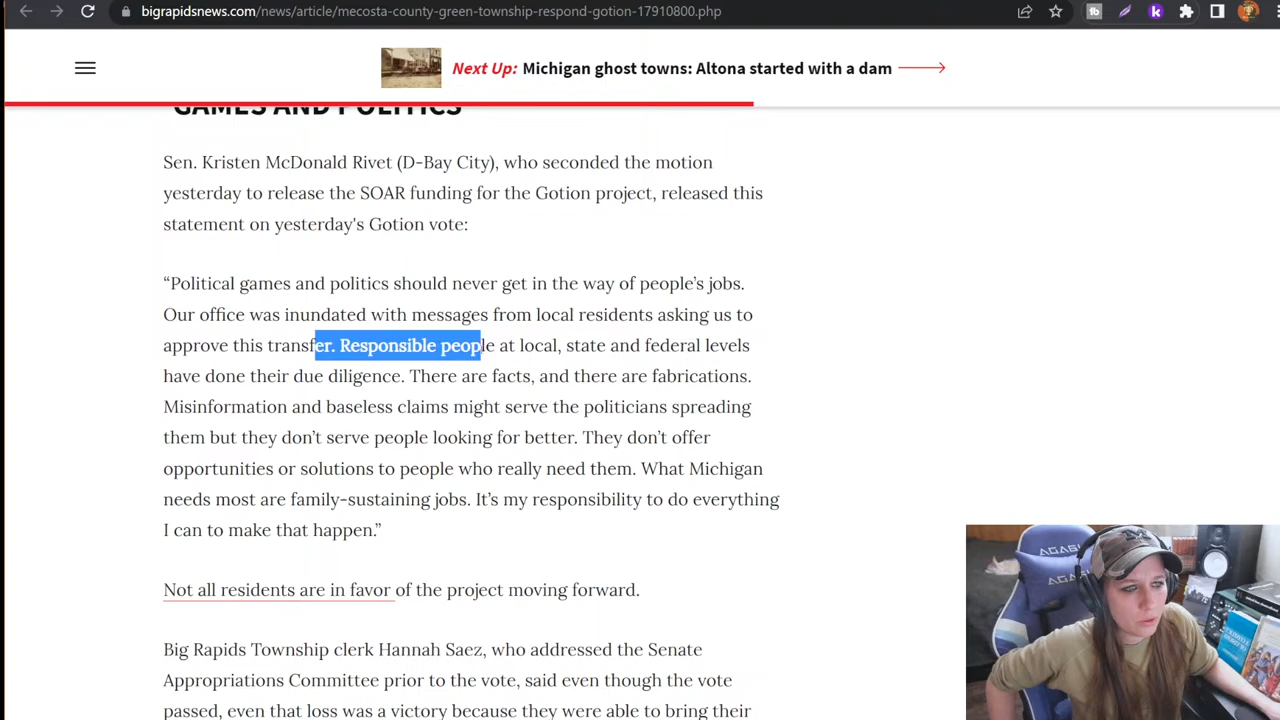 bigrapidsnews.com/news/article/mecosta-county-green-township-respond-gotion-17910800.php
Next Up: Michigan ghost towns: Altona started with a dam
GAMES AND POLITICS
Sen. Kristen McDonald Rivet (D-Bay City), who seconded the motion
yesterday to release the SOAR funding for the Gotion project, released this
statement on yesterday's Gotion vote:
“Political games and politics should never get in the way of people’s jobs.
Our office was inundated with messages from local residents asking us to
approve this transfer. Responsible people at local, state and federal levels
have done their due diligence. There are facts, and there are fabrications.
Misinformation and baseless claims might serve the politicians spreading
them but they don’t serve people looking for better. They don’t offer
opportunities or solutions to people who really need them. What Michigan
needs most are family-sustaining jobs. It’s my responsibility to do everything
I can to make that happen.”
Not all residents are in favor of the project moving forward.
Big Rapids Township clerk Hannah Saez, who addressed the Senate
Appropriations Committee prior to the vote, said even though the vote
passed, even that loss was a victory because they were able to bring their